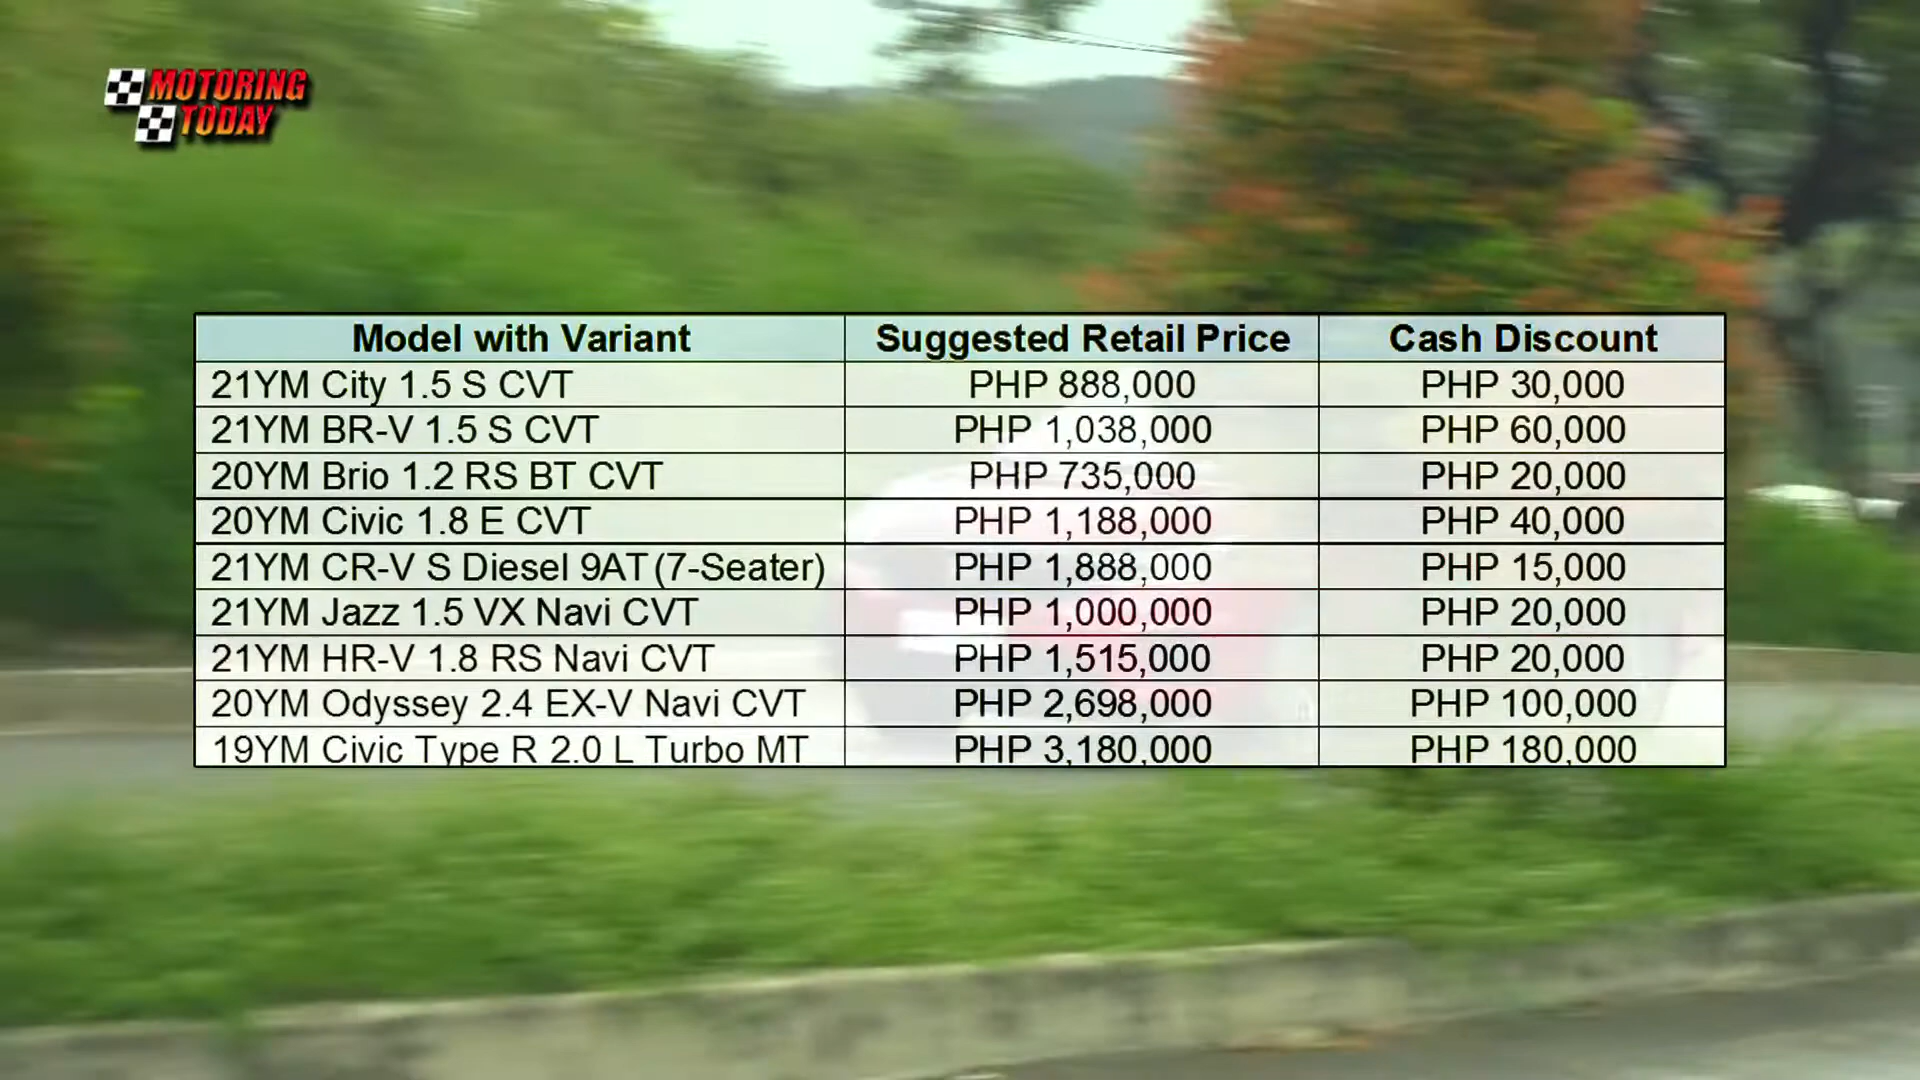 MOTORING
TODAY
Model with Variant Suggested Retail Price Cash Discount
21YM City 1.5 S CVT PHP 888,000 PHP 30,000
21YM BR-V 1.5 S CVT PHP 1,038,000 PHP 60,000
20YM Brio 1.2 RS BT CVT PHP 735,000 PHP 20,000
20YM Civic 1.8 E CVT PHP 1,188,000 PHP 40,000
21YM CR-V S Diesel 9AT (7-Seater) PHP 1,888,000 PHP 15,000
21YM Jazz 1.5 VX Navi CVT PHP 1,000,000 PHP 20,000
21YM HR-V 1.8 RS Navi CVT PHP 1,515,000 PHP 20,000
20YM Odyssey 2.4 EX-V Navi CVT PHP 2,698,000 PHP 100,000
19YM Civic Type R 2.0 L Turbo MT PHP 3,180,000 PHP 180,000